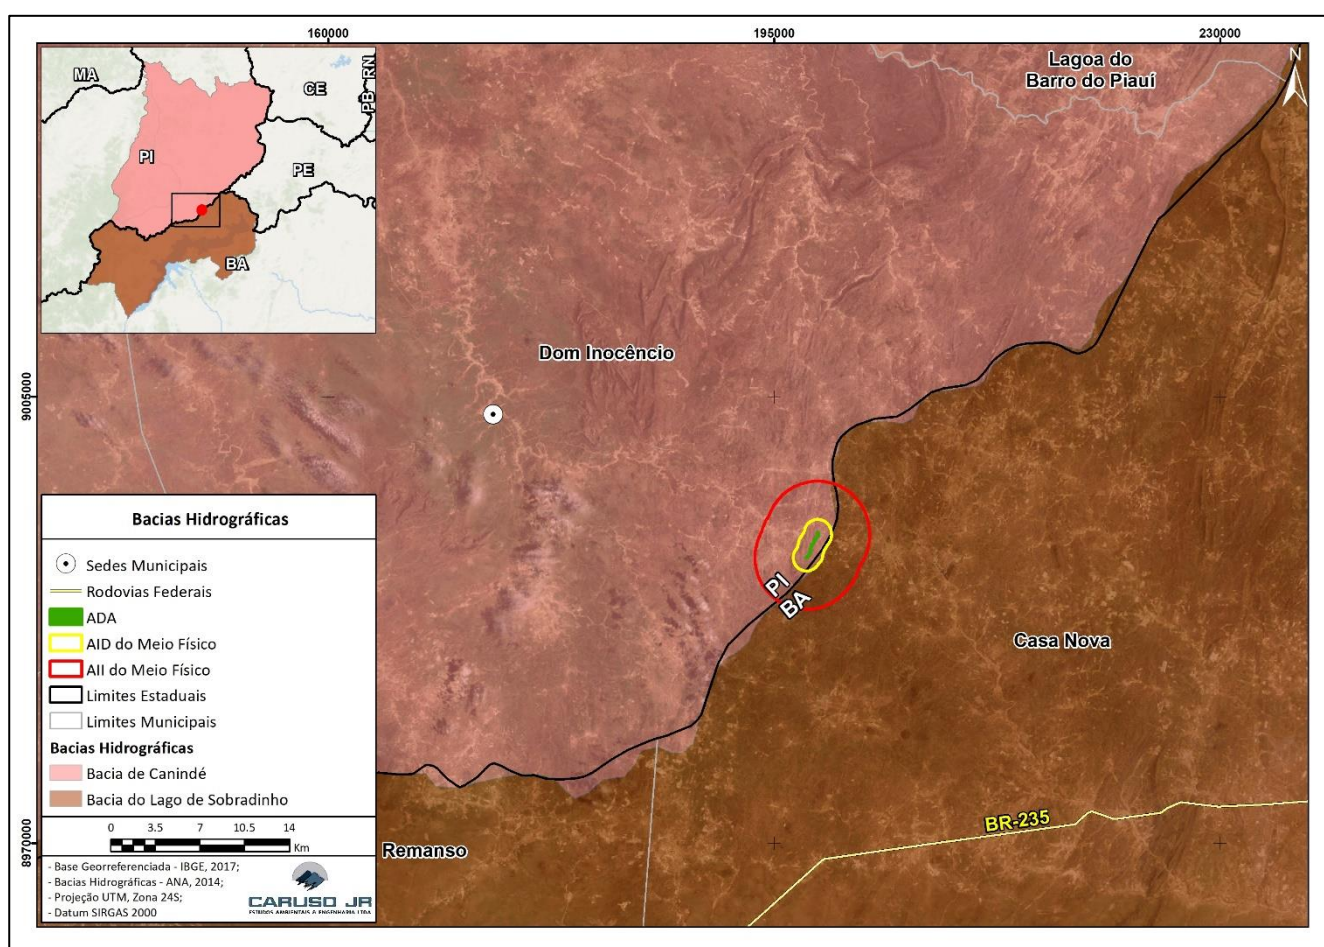 160000
195000
230000
MA
CE
RN
PB
PI
PE
BA
Lagoa do
Barro do Piauí
N
Dom Inocêncio
9005000
PI
BA
Casa Nova
BR-235
Remanso
8970000
Bacias Hidrográficas
Sedes Municipais
Rodovias Federais
ADA
AID do Meio Físico
AII do Meio Físico
Limites Estaduais
Limites Municipais
Bacias Hidrográficas
Bacia de Canindé
Bacia do Lago de Sobradinho
0 3.5 7 10.5 14
Km
- Base Georreferenciada - IBGE, 2017;
- Bacias Hidrográficas - ANA, 2014;
- Projeção UTM, Zona 24S;
- Datum SIRGAS 2000
CARUSO JR
ESTUDOS AMBIENTAIS & ENGENHARIA LTDA